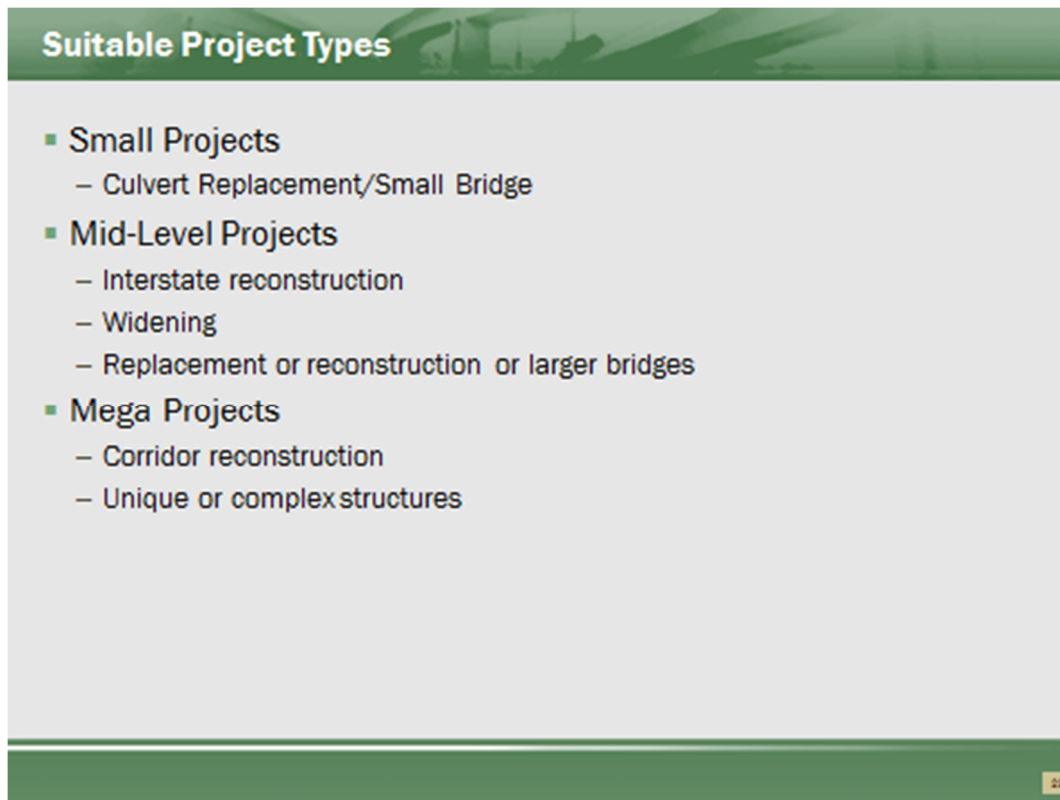 Suitable Project Types
▪ Small Projects
– Culvert Replacement/Small Bridge
▪ Mid-Level Projects
– Interstate reconstruction
– Widening
– Replacement or reconstruction or larger bridges
▪ Mega Projects
– Corridor reconstruction
– Unique or complex structures